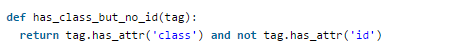 def has_class_but_no_id(tag):
  return tag.has_attr('class') and not tag.has_attr('id')